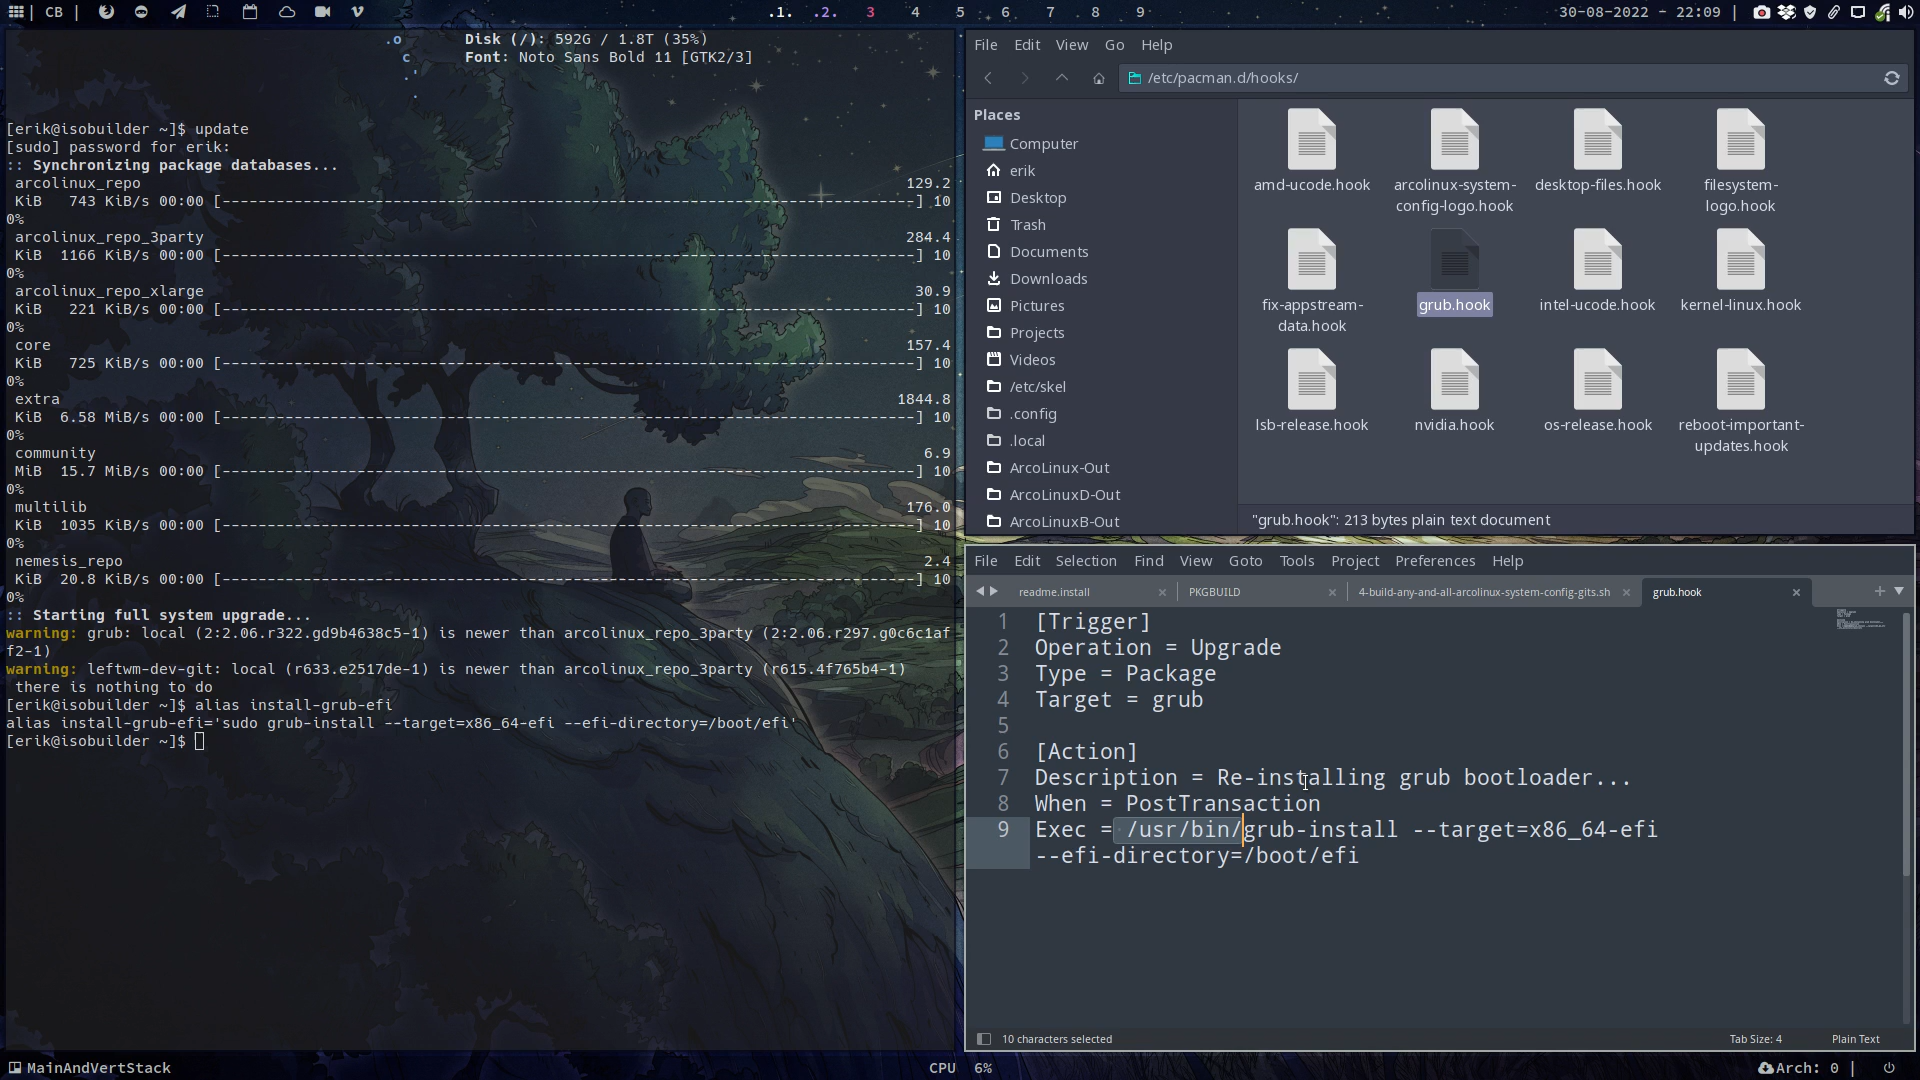 CB
.1. .2. 3 4 5 6 7 8 9
30-08-2022 - 22:09
.o Disk (/): 592G / 1.8T (35%)
c Font: Noto Sans Bold 11 [GTK2/3]
.'
.
[erik@isobuilder ~]$ update
[sudo] password for erik:
:: Synchronizing package databases...
arcolinux_repo 129.2
KiB 743 KiB/s 00:00 [------------------------------------------------------------------------------] 10
0%
arcolinux_repo_3party 284.4
KiB 1166 KiB/s 00:00 [------------------------------------------------------------------------------] 10
0%
arcolinux_repo_xlarge 30.9
KiB 221 KiB/s 00:00 [------------------------------------------------------------------------------] 10
0%
core 157.4
KiB 725 KiB/s 00:00 [------------------------------------------------------------------------------] 10
0%
extra 1844.8
KiB 6.58 MiB/s 00:00 [------------------------------------------------------------------------------] 10
0%
community 6.9
MiB 15.7 MiB/s 00:00 [------------------------------------------------------------------------------] 10
0%
multilib 176.0
KiB 1035 KiB/s 00:00 [------------------------------------------------------------------------------] 10
0%
nemesis_repo 2.4
KiB 20.8 KiB/s 00:00 [------------------------------------------------------------------------------] 10
0%
:: Starting full system upgrade...
warning: grub: local (2:2.06.r322.gd9b4638c5-1) is newer than arcolinux_repo_3party (2:2.06.r297.g0c6c1af
f2-1)
warning: leftwm-dev-git: local (r633.e2517de-1) is newer than arcolinux_repo_3party (r615.4f765b4-1)
there is nothing to do
[erik@isobuilder ~]$ alias install-grub-efi
alias install-grub-efi='sudo grub-install --target=x86_64-efi --efi-directory=/boot/efi'
[erik@isobuilder ~]$
File Edit View Go Help
/etc/pacman.d/hooks/
Places
Computer
erik
Desktop
Trash
Documents
Downloads
Pictures
Projects
Videos
/etc/skel
.config
.local
ArcoLinux-Out
ArcoLinuxD-Out
ArcoLinuxB-Out
amd-ucode.hook
arcolinux-system-
config-logo.hook
desktop-files.hook
filesystem-
logo.hook
fix-appstream-
data.hook
grub.hook
intel-ucode.hook
kernel-linux.hook
lsb-release.hook
nvidia.hook
os-release.hook
reboot-important-
updates.hook
"grub.hook": 213 bytes plain text document
File Edit Selection Find View Goto Tools Project Preferences Help
readme.install PKGBUILD 4-build-any-and-all-arcolinux-system-config-gits.sh grub.hook
1 [Trigger]
2 Operation = Upgrade
3 Type = Package
4 Target = grub
5
6 [Action]
7 Description = Re-installing grub bootloader...
8 When = PostTransaction
9 Exec = /usr/bin/grub-install --target=x86_64-efi
--efi-directory=/boot/efi
10 characters selected Tab Size: 4 Plain Text
MainAndVertStack CPU 6% Arch: 0